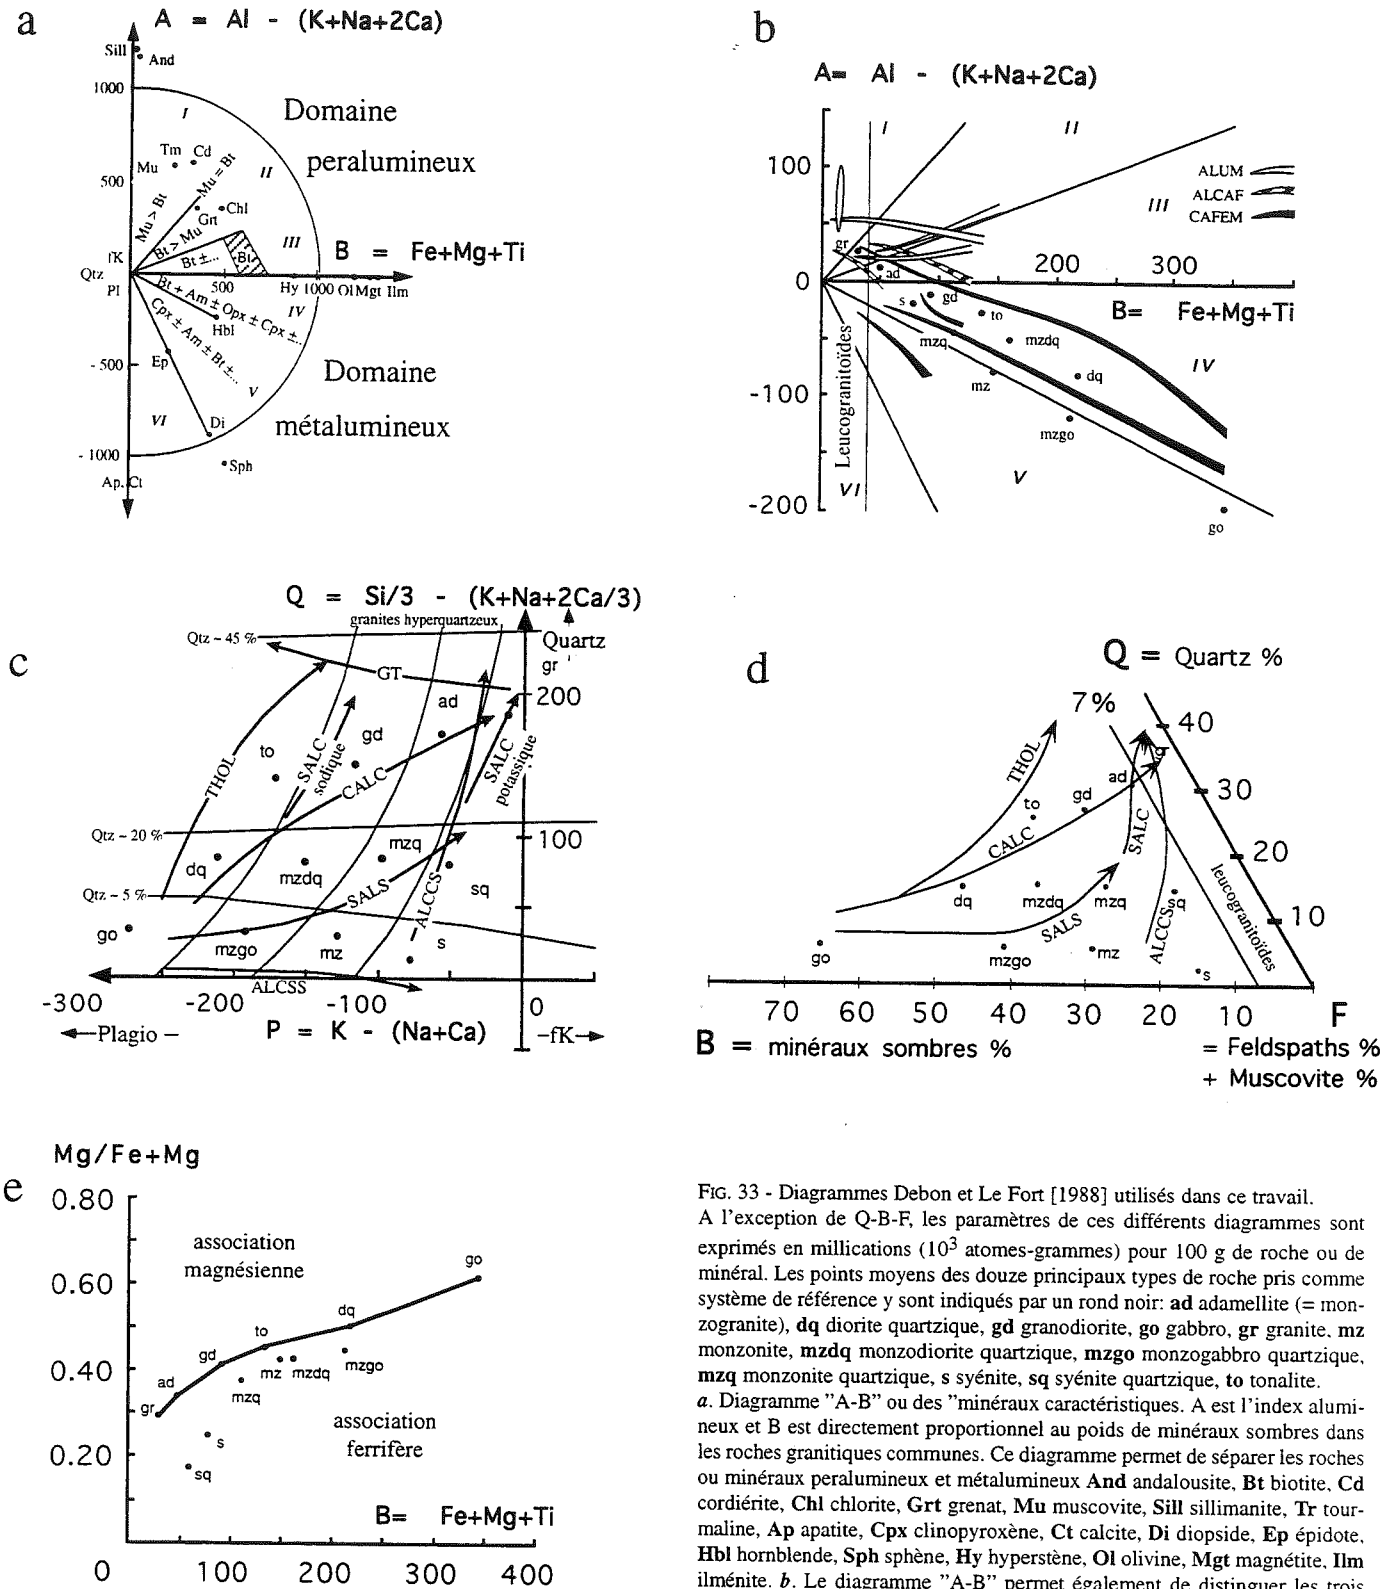 a
A = Al - (K+Na+2Ca)
Sill
And
1000
I
Domaine
peralumineux
Tm Cd
Mu
Mu = Bt
II
500
Mu > Bt
Grt Chl
Bt > Mu
III
Bt ±...
Bt
B = Fe+Mg+Ti
fK
Qtz
Pl
500
Hy 1000 Ol Mgt Ilm
Bt + Am ± Opx ± Cpx ±..
IV
Hbl
Cpx ± Am ± Bt ±...
Ep
- 500
V
Domaine
métalumineux
VI
Di
- 1000
Sph
Ap, Ct
b
A= Al - (K+Na+2Ca)
I
II
100
ALUM
ALCAF
CAFEM
III
gr
ad
200
300
0
s
gd
to
B= Fe+Mg+Ti
mzq
mzdq
IV
mz
dq
-100
mzgo
Leucogranitoïdes
V
VI
-200
go
c
Q = Si/3 - (K+Na+2Ca/3)
granites hyperquartzeux
Qtz ~ 45 %
Quartz
gr
GT
200
ad
to
gd
THOL
SALC
sodique
CALC
SALC
potassique
Qtz ~ 20 %
100
mzq
dq
mzdq
SALS
sq
Qtz ~ 5 %
ALCCS
go
mzgo
mz
s
ALCSS
-300
-200
-100
0
Plagio
P = K - (Na+Ca)
fK
d
Q = Quartz %
7%
40
THOL
gr
ad
30
to
gd
CALC
SALC
20
leucogranitoïdes
dq
mzdq
mzq
sq
10
SALS
ALCCS
go
mzgo
mz
s
70 60 50 40 30 20 10 F
B = minéraux sombres %
= Feldspaths %
+ Muscovite %
Mg/Fe+Mg
e
0.80
association
magnésienne
go
0.60
dq
to
gd
0.40
mz
mzdq
mzgo
ad
mzq
gr
association
ferrifère
s
0.20
sq
B= Fe+Mg+Ti
0 100 200 300 400
FIG. 33 - Diagrammes Debon et Le Fort [1988] utilisés dans ce travail.
A l'exception de Q-B-F, les paramètres de ces différents diagrammes sont
exprimés en millications (10³ atomes-grammes) pour 100 g de roche ou de
minéral. Les points moyens des douze principaux types de roche pris comme
système de référence y sont indiqués par un rond noir: ad adamellite (= mon-
zogranite), dq diorite quartzique, gd granodiorite, go gabbro, gr granite. mz
monzonite, mzdq monzodiorite quartzique, mzgo monzogabbro quartzique,
mzq monzonite quartzique, s syénite, sq syénite quartzique, to tonalite.
a. Diagramme "A-B" ou des "minéraux caractéristiques. A est l'index alumi-
neux et B est directement proportionnel au poids de minéraux sombres dans
les roches granitiques communes. Ce diagramme permet de séparer les roches
ou minéraux peralumineux et métalumineux And andalousite, Bt biotite, Cd
cordiérite, Chl chlorite, Grt grenat, Mu muscovite, Sill sillimanite, Tr tour-
maline, Ap apatite, Cpx clinopyroxène, Ct calcite, Di diopside, Ep épidote,
Hbl hornblende, Sph sphène, Hy hyperstène, Ol olivine, Mgt magnétite, Ilm
ilménite. b. Le diagramme "A-B" permet également de distinguer les trois